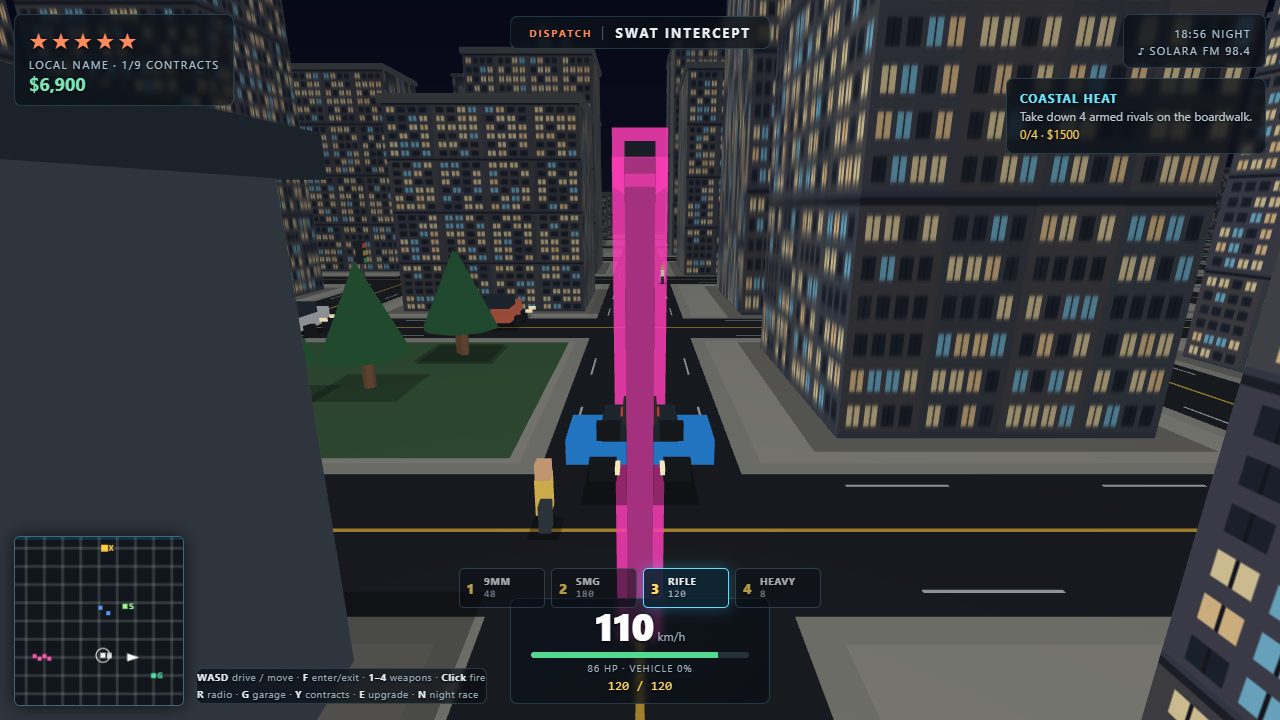 ★★★★★
LOCAL NAME · 1/9 CONTRACTS
$6,900
DISPATCH | SWAT INTERCEPT
18:56 NIGHT
♪ SOLARA FM 98.4
COASTAL HEAT
Take down 4 armed rivals on the boardwalk.
0/4 · $1500
X
S
G
WASD drive / move · F enter/exit · 1–4 weapons · Click fire
R radio · G garage · Y contracts · E upgrade · N night race
1 9MM 48
2 SMG 180
3 RIFLE 120
4 HEAVY 8
110 km/h
86 HP · VEHICLE 0%
120 / 120